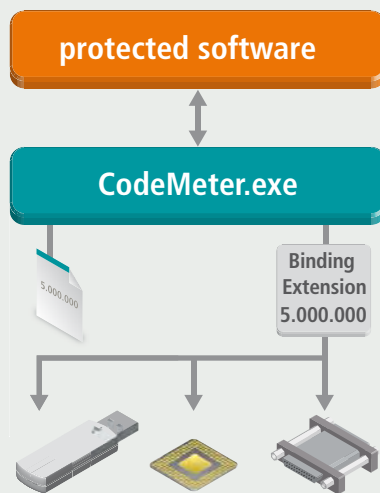 protected software
CodeMeter.exe
5.000.000
Binding
Extension
5.000.000